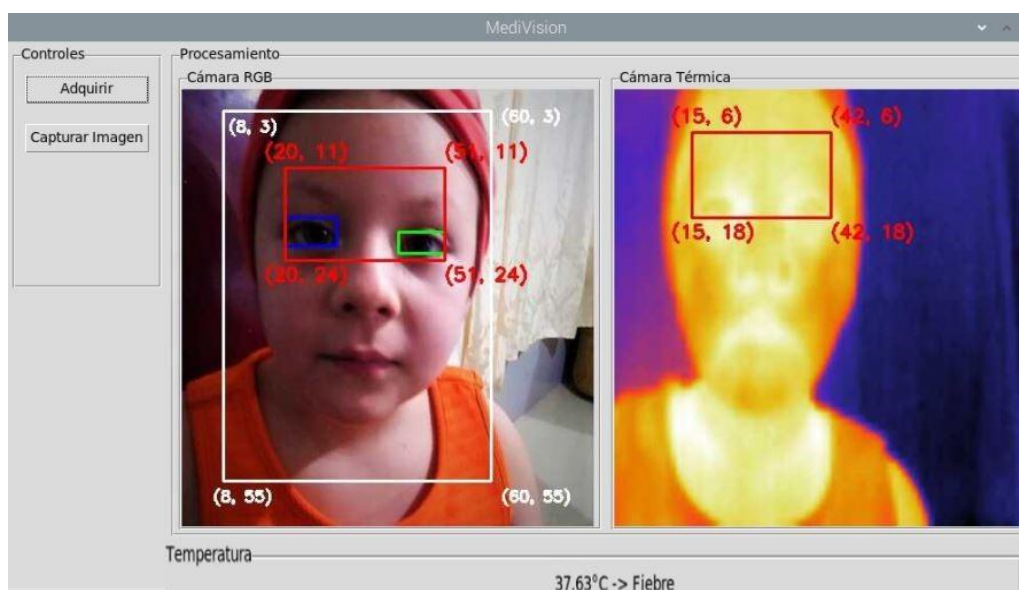 MediVision
Controles
Adquirir
Capturar Imagen
Procesamiento
Cámara RGB
(8, 3)
(60, 3)
(20, 11)
(51, 11)
(20, 24)
(51, 24)
(8, 55)
(60, 55)
Cámara Térmica
(15, 6)
(42, 6)
(15, 18)
(42, 18)
Temperatura
37.63°C -> Fiebre